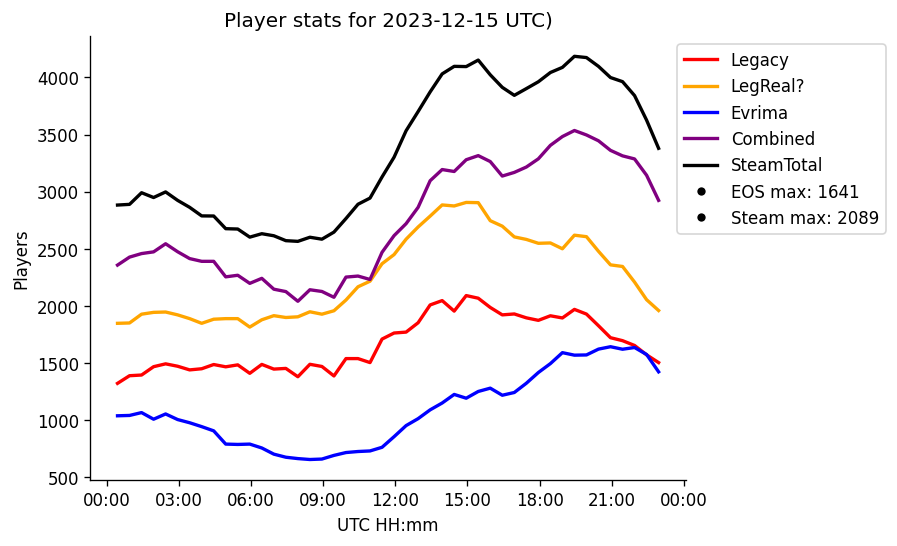 Player stats for 2023-12-15 UTC)
Legacy
LegReal?
Evrima
Combined
SteamTotal
EOS max: 1641
Steam max: 2089
Players
4000
3500
3000
2500
2000
1500
1000
500
00:00 03:00 06:00 09:00 12:00 15:00 18:00 21:00 00:00
UTC HH:mm